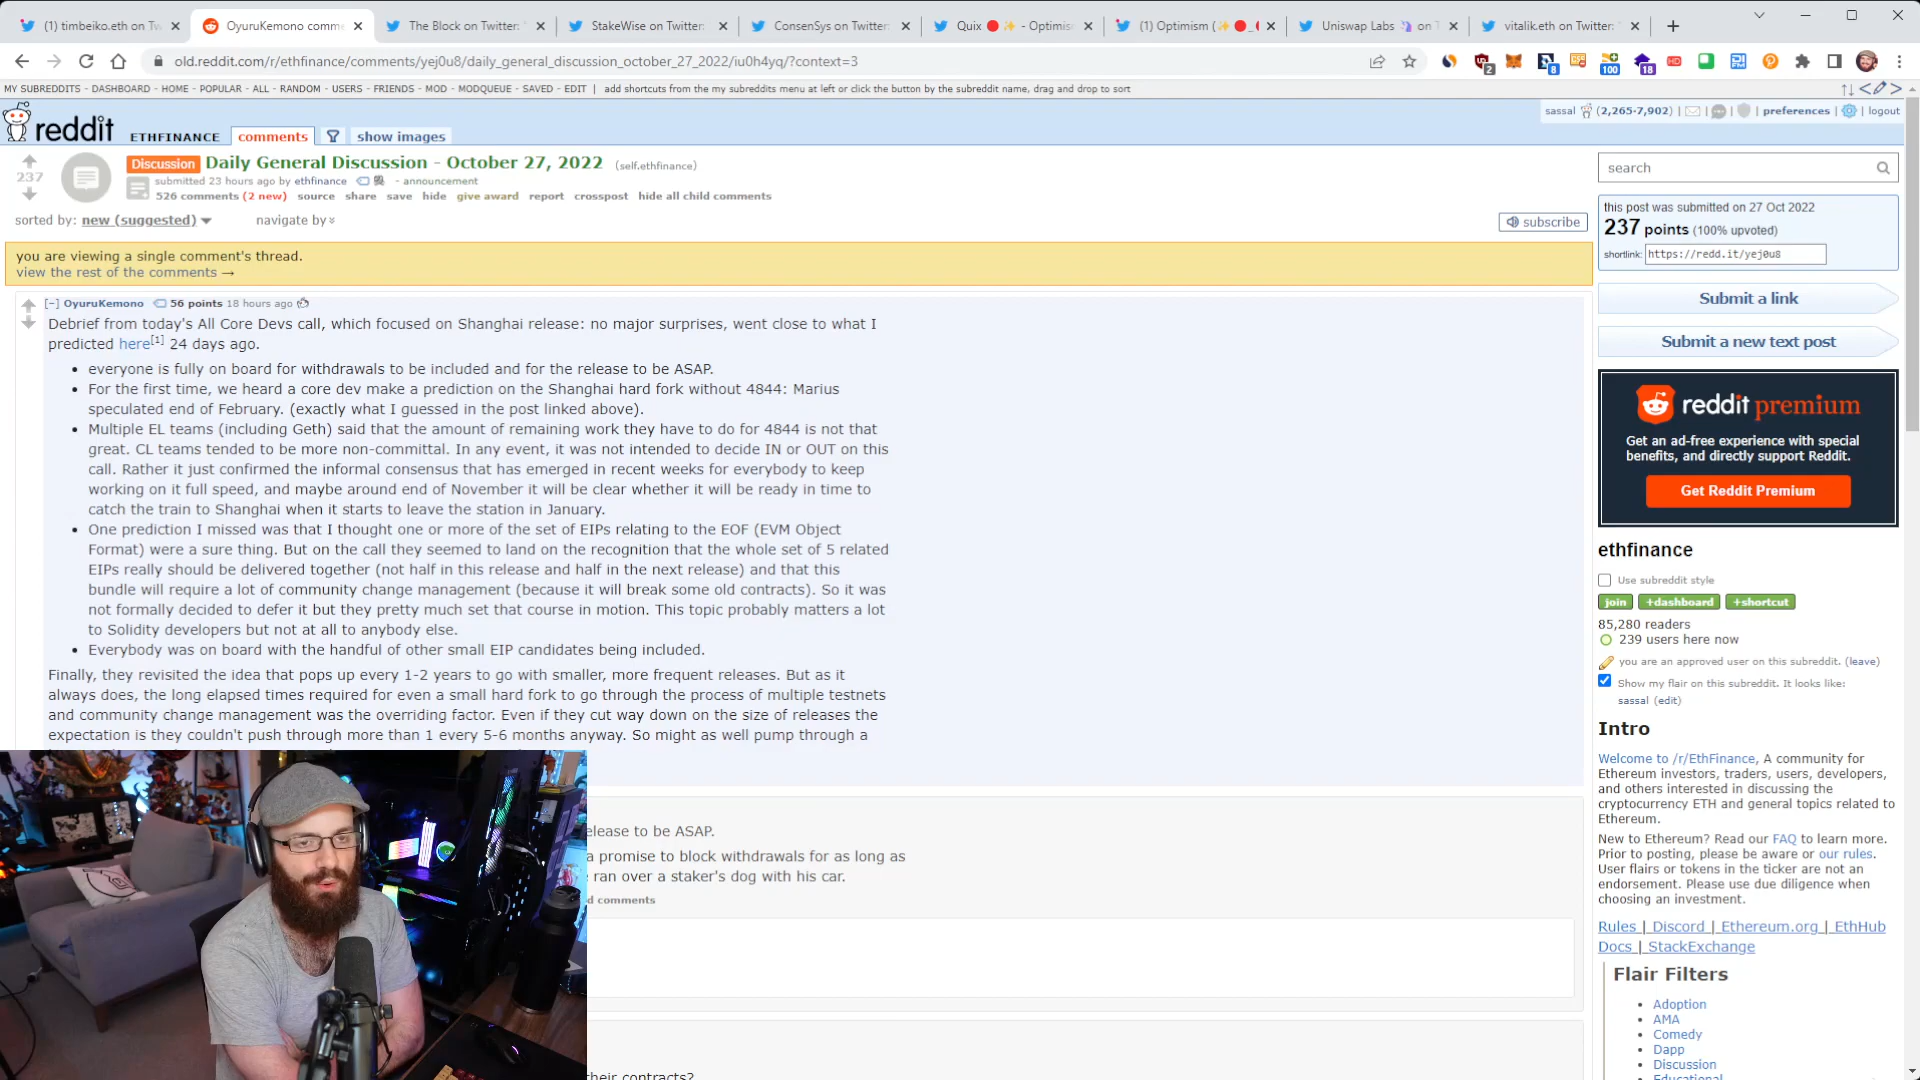 (1) timbeiko.eth on Tw
OyuruKemono comme
The Block on Twitter: "
StakeWise on Twitter:
ConsenSys on Twitter:
Quix 🔴✨ - Optimis
(1) Optimism (✨🔴_
Uniswap Labs 🦄 on T
vitalik.eth on Twitter: "
old.reddit.com/r/ethfinance/comments/yej0u8/daily_general_discussion_october_27_2022/iu0h4yq/?context=3
2 8 100 18 HD
MY SUBREDDITS - DASHBOARD - HOME - POPULAR - ALL - RANDOM - USERS - FRIENDS - MOD - MODQUEUE - SAVED - EDIT | add shortcuts from the my subreddits menu at left or click the button by the subreddit name, drag and drop to sort
sassal (2,265·7,902) | | | | preferences | | logout
reddit ETHFINANCE comments show images
237
Discussion Daily General Discussion - October 27, 2022 (self.ethfinance)
submitted 23 hours ago by ethfinance - announcement
526 comments (2 new) source share save hide give award report crosspost hide all child comments
sorted by: new (suggested) navigate by
subscribe
you are viewing a single comment's thread.
view the rest of the comments →
[–] OyuruKemono 56 points 18 hours ago
Debrief from today's All Core Devs call, which focused on Shanghai release: no major surprises, went close to what I
predicted here[1] 24 days ago.
• everyone is fully on board for withdrawals to be included and for the release to be ASAP.
• For the first time, we heard a core dev make a prediction on the Shanghai hard fork without 4844: Marius
speculated end of February. (exactly what I guessed in the post linked above).
• Multiple EL teams (including Geth) said that the amount of remaining work they have to do for 4844 is not that
great. CL teams tended to be more non-committal. In any event, it was not intended to decide IN or OUT on this
call. Rather it just confirmed the informal consensus that has emerged in recent weeks for everybody to keep
working on it full speed, and maybe around end of November it will be clear whether it will be ready in time to
catch the train to Shanghai when it starts to leave the station in January.
• One prediction I missed was that I thought one or more of the set of EIPs relating to the EOF (EVM Object
Format) were a sure thing. But on the call they seemed to land on the recognition that the whole set of 5 related
EIPs really should be delivered together (not half in this release and half in the next release) and that this
bundle will require a lot of community change management (because it will break some old contracts). So it was
not formally decided to defer it but they pretty much set that course in motion. This topic probably matters a lot
to Solidity developers but not at all to anybody else.
• Everybody was on board with the handful of other small EIP candidates being included.
Finally, they revisited the idea that pops up every 1-2 years to go with smaller, more frequent releases. But as it
always does, the long elapsed times required for even a small hard fork to go through the process of multiple testnets
and community change management was the overriding factor. Even if they cut way down on the size of releases the
expectation is they couldn't push through more than 1 every 5-6 months anyway. So might as well pump through a
elease to be ASAP.
a promise to block withdrawals for as long as
ran over a staker's dog with his car.
d comments
heir contracts?
search
this post was submitted on 27 Oct 2022
237 points (100% upvoted)
shortlink: https://redd.it/yej0u8
Submit a link
Submit a new text post
reddit premium
Get an ad-free experience with special
benefits, and directly support Reddit.
Get Reddit Premium
ethfinance
Use subreddit style
join +dashboard +shortcut
85,280 readers
239 users here now
you are an approved user on this subreddit. (leave)
Show my flair on this subreddit. It looks like:
sassal (edit)
Intro
Welcome to /r/EthFinance, A community for
Ethereum investors, traders, users, developers,
and others interested in discussing the
cryptocurrency ETH and general topics related to
Ethereum.
New to Ethereum? Read our FAQ to learn more.
Prior to posting, please be aware or our rules.
User flairs or tokens in the ticker are not an
endorsement. Please use due diligence when
choosing an investment.
Rules | Discord | Ethereum.org | EthHub
Docs | StackExchange
Flair Filters
• Adoption
• AMA
• Comedy
• Dapp
• Discussion
• Educational